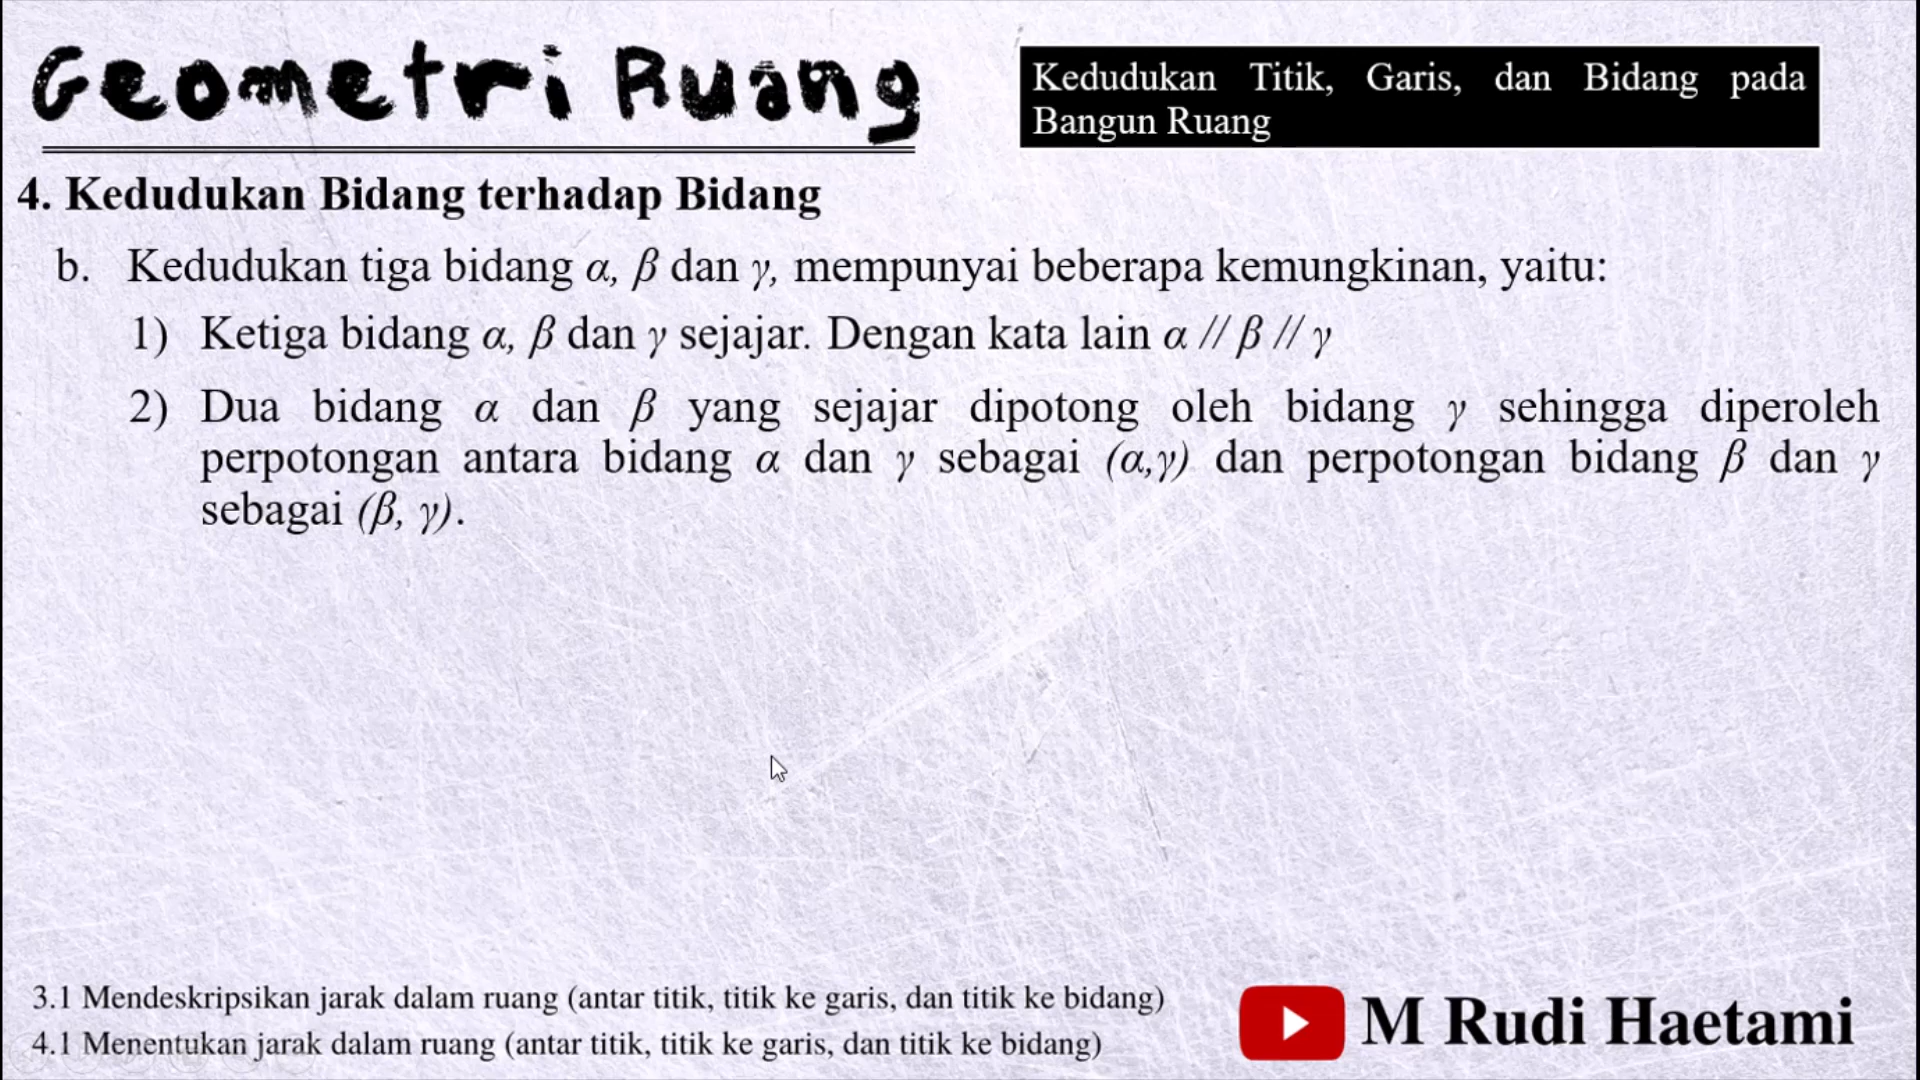 Geometri Ruang
Kedudukan Titik, Garis, dan Bidang pada
Bangun Ruang
4. Kedudukan Bidang terhadap Bidang
b. Kedudukan tiga bidang α, β dan γ, mempunyai beberapa kemungkinan, yaitu:
1) Ketiga bidang α, β dan γ sejajar. Dengan kata lain α // β // γ
2) Dua bidang α dan β yang sejajar dipotong oleh bidang γ sehingga diperoleh
perpotongan antara bidang α dan γ sebagai (α,γ) dan perpotongan bidang β dan γ
sebagai (β, γ).
3.1 Mendeskripsikan jarak dalam ruang (antar titik, titik ke garis, dan titik ke bidang)
4.1 Menentukan jarak dalam ruang (antar titik, titik ke garis, dan titik ke bidang)
M Rudi Haetami